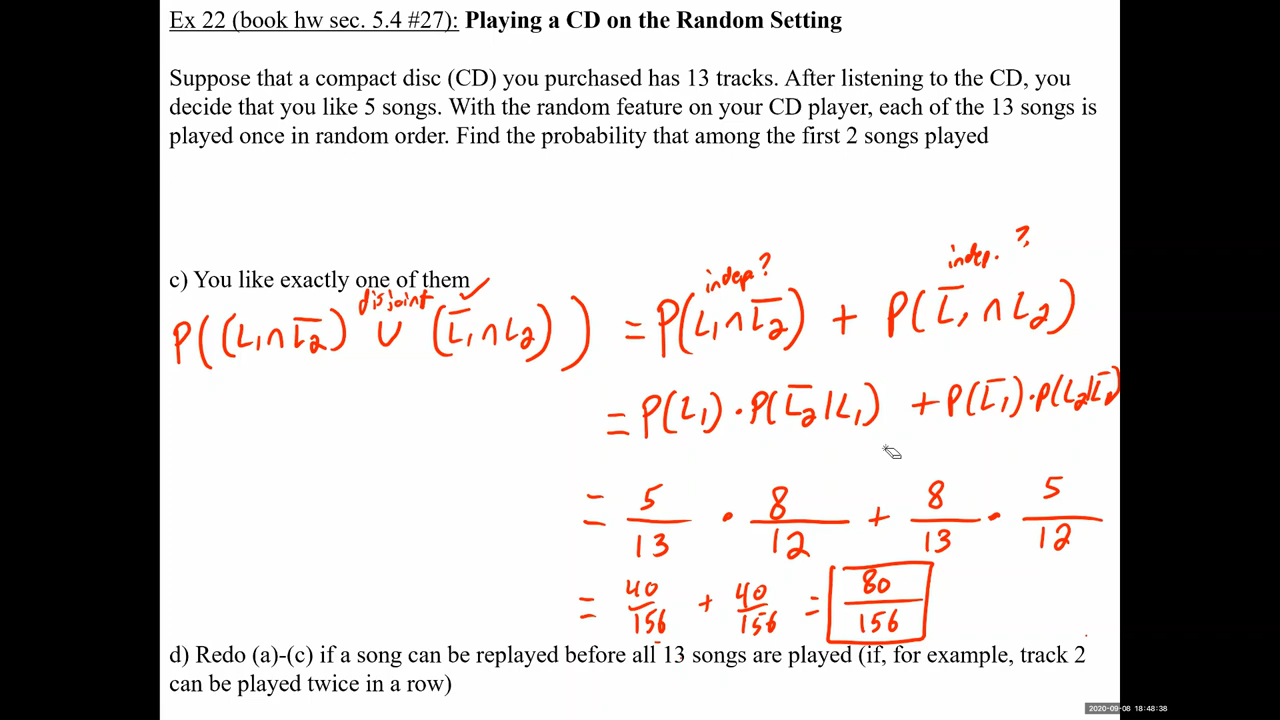 Ex 22 (book hw sec. 5.4 #27): Playing a CD on the Random Setting
Suppose that a compact disc (CD) you purchased has 13 tracks. After listening to the CD, you
decide that you like 5 songs. With the random feature on your CD player, each of the 13 songs is
played once in random order. Find the probability that among the first 2 songs played
indep. ?
indep?
c) You like exactly one of them
disjoint ✓
P((L₁∩L̅₂) ∪ (L̅₁∩L₂)) = P(L₁∩L̅₂) + P(L̅₁∩L₂)
= P(L₁)·P(L̅₂|L₁) + P(L̅₁)·P(L₂|L̅
= 5/13 · 8/12 + 8/13 · 5/12
= 40/156 + 40/156 = 80/156
d) Redo (a)-(c) if a song can be replayed before all 13 songs are played (if, for example, track 2
can be played twice in a row)
2020-09-08 18:48:38